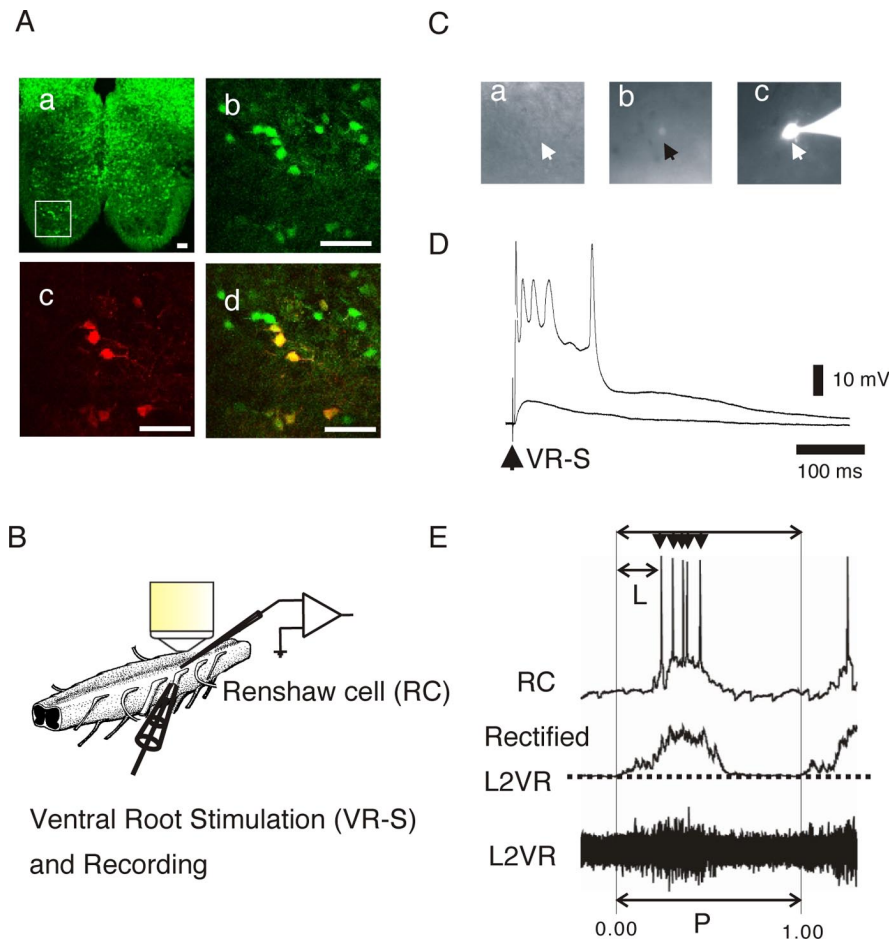 A
a
b
c
d
B
Renshaw cell (RC)
Ventral Root Stimulation (VR-S)
and Recording
C
a
b
c
D
10 mV
VR-S
100 ms
E
L
RC
Rectified
L2VR
L2VR
P
0.00
1.00